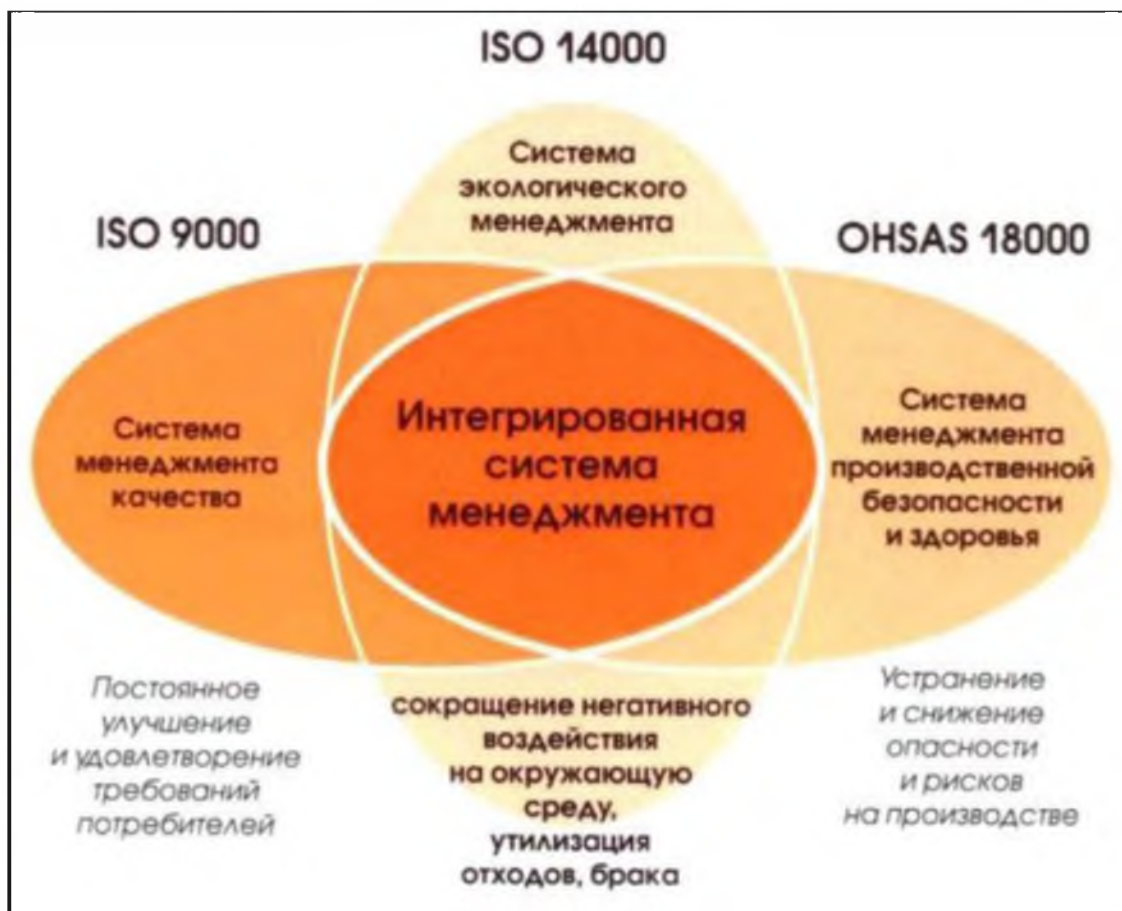 ISO 14000
Система
экологического
менеджмента
ISO 9000
OHSAS 18000
Система
менеджмента
качества
Интегрированная
система
менеджмента
Система
менеджмента
производственной
безопасности
и здоровья
Постоянное
улучшение
и удовлетворение
требований
потребителей
сокращение негативного
воздействия
на окружающую
среду,
утилизация
отходов, брака
Устранение
и снижение
опасности
и рисков
на производстве